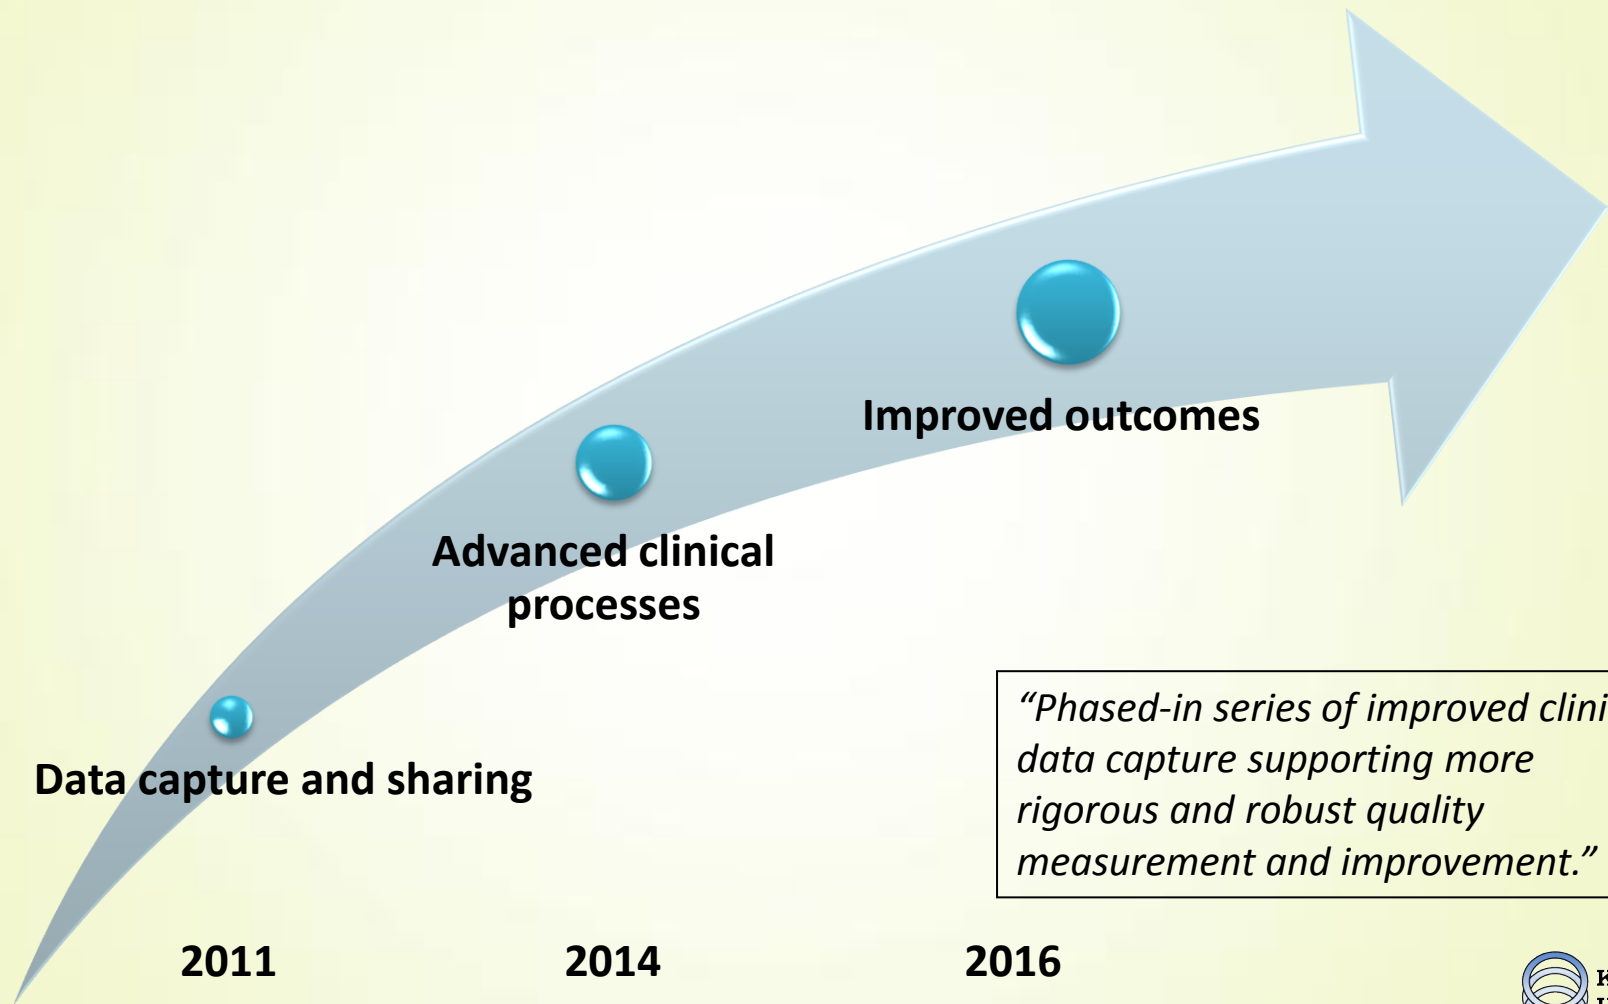 Improved outcomes
Advanced clinical
processes
Data capture and sharing
“Phased-in series of improved
data capture supporting more
rigorous and robust quality
measurement and improvement.”
2011 2014 2016